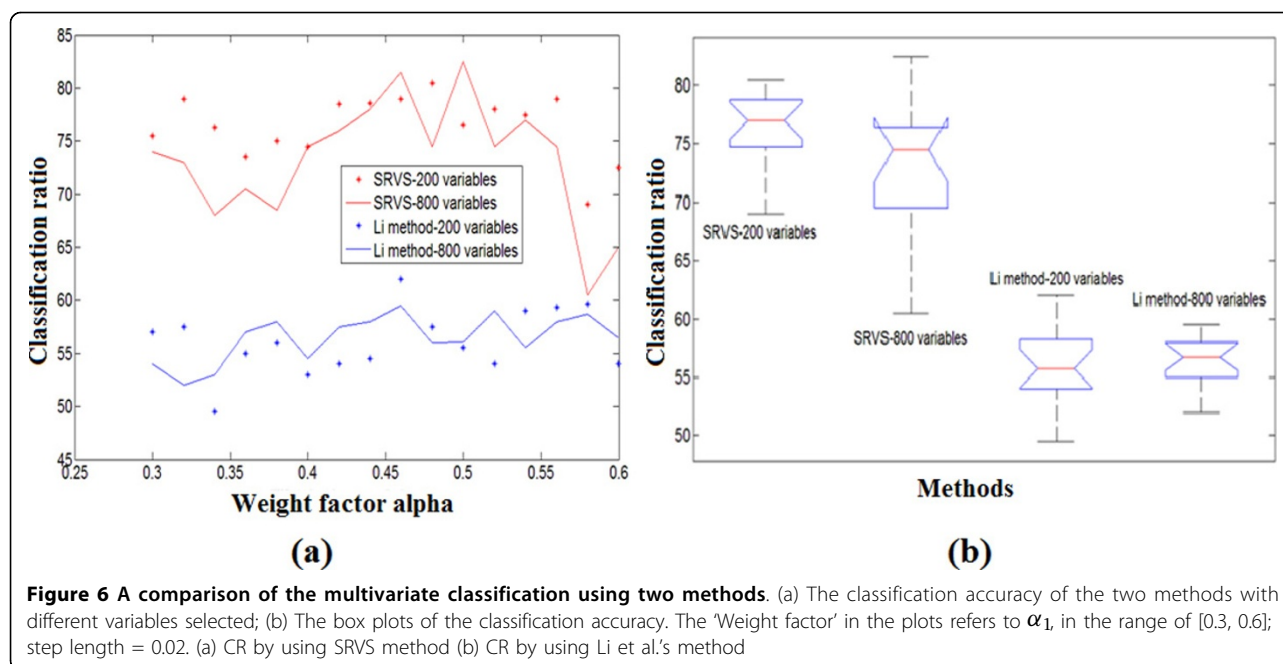 85
80
75
70
65
60
55
50
45
0.25
0.3
0.35
0.4
0.45
0.5
0.55
0.6
Classification ratio
Weight factor alpha
SRVS-200 variables
SRVS-800 variables
Li method-200 variables
Li method-800 variables
(a)
80
75
70
65
60
55
50
Classification ratio
SRVS-200 variables
SRVS-800 variables
Li method-200 variables
Li method-800 variables
Methods
(b)
Figure 6 A comparison of the multivariate classification using two methods. (a) The classification accuracy of the two methods with
different variables selected; (b) The box plots of the classification accuracy. The 'Weight factor' in the plots refers to α₁, in the range of [0.3, 0.6];
step length = 0.02. (a) CR by using SRVS method (b) CR by using Li et al.'s method